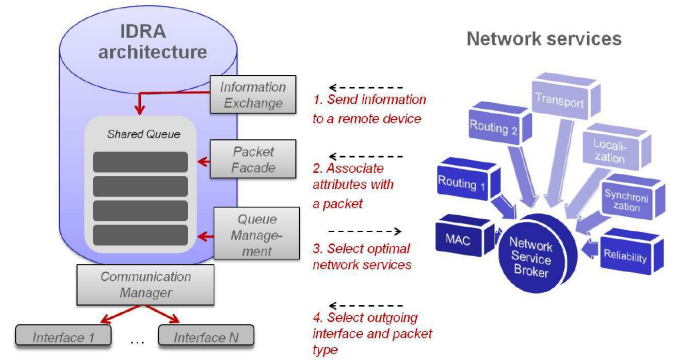 IDRA
architecture
Information
Exchange
Shared Queue
Packet
Facade
Queue
Manage-
ment
Communication
Manager
Interface 1
...
Interface N
1. Send information
to a remote device
2. Associate
attributes with
a packet
3. Select optimal
network services
4. Select outgoing
interface and packet
type
Network services
Transport
Routing 2
Locali-
zation
Routing 1
Synchroni
zation
MAC
Network
Service
Broker
Reliability